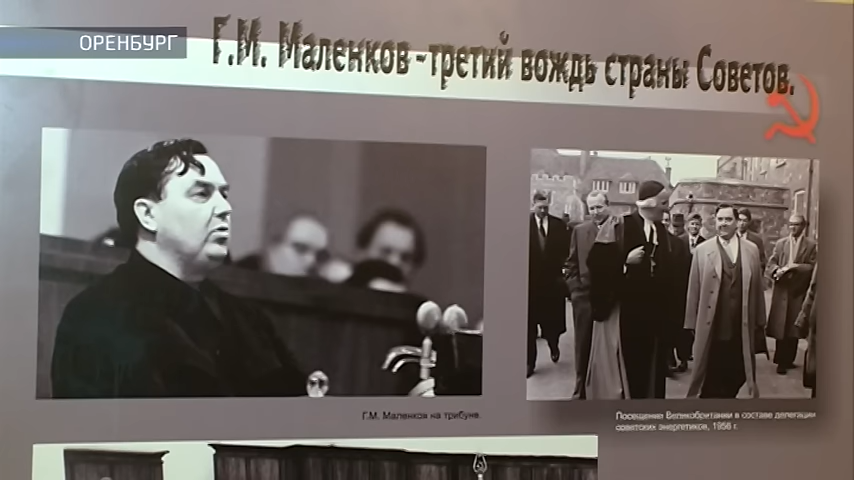 ОРЕНБУРГ
Г.М. Маленков - третий вождь страны Советов.
Г.М. Маленков на трибуне.
Посещение Великобритании в составе делегации
советских энергетиков, 1956 г.